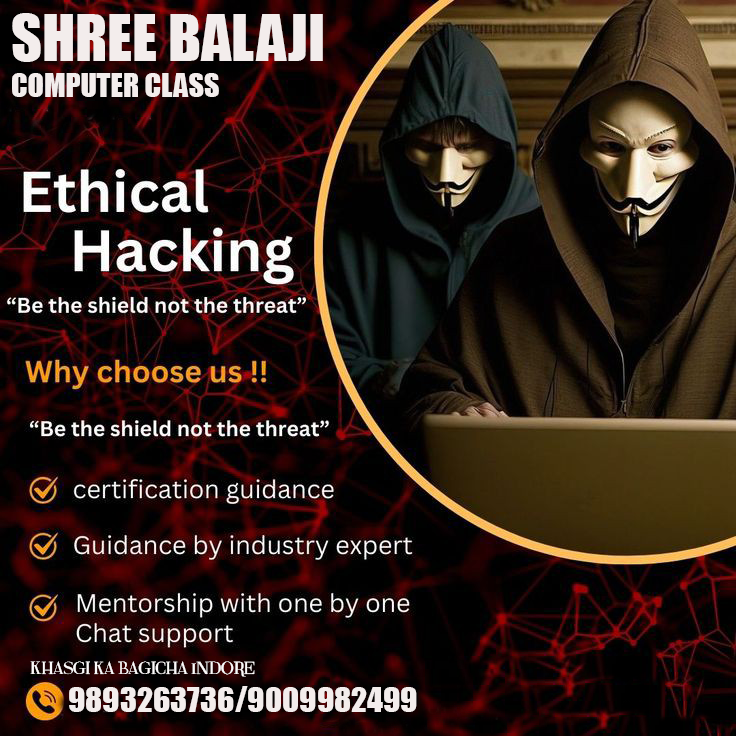 SHREE BALAJI
COMPUTER CLASS
Ethical
Hacking
“Be the shield not the threat”
Why choose us !!
“Be the shield not the threat”
certification guidance
Guidance by industry expert
Mentorship with one by one
Chat support
KHASGI KA BAGICHA INDORE
9893263736/9009982499